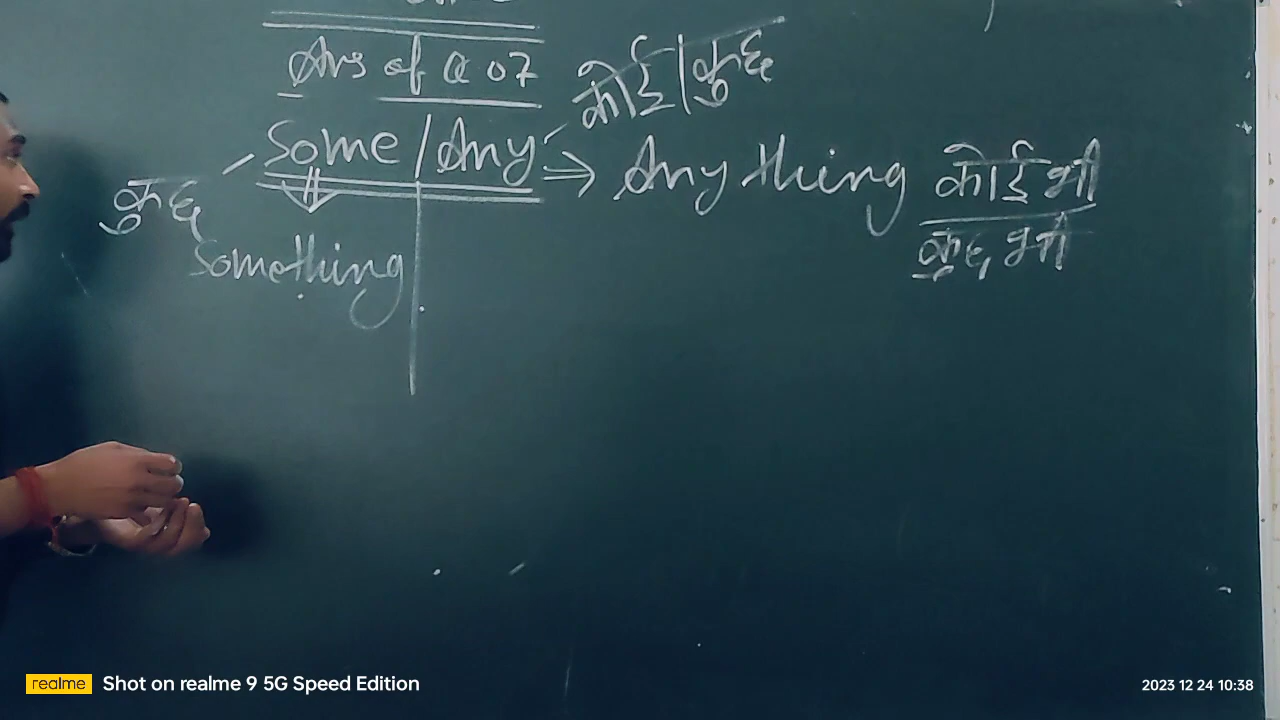 Ans of Q 07
कोई | कुछ
Some / Any => Anything कोई भी
कुछ
कुछ भी
Something
realme Shot on realme 9 5G Speed Edition
2023 12 24 10:38